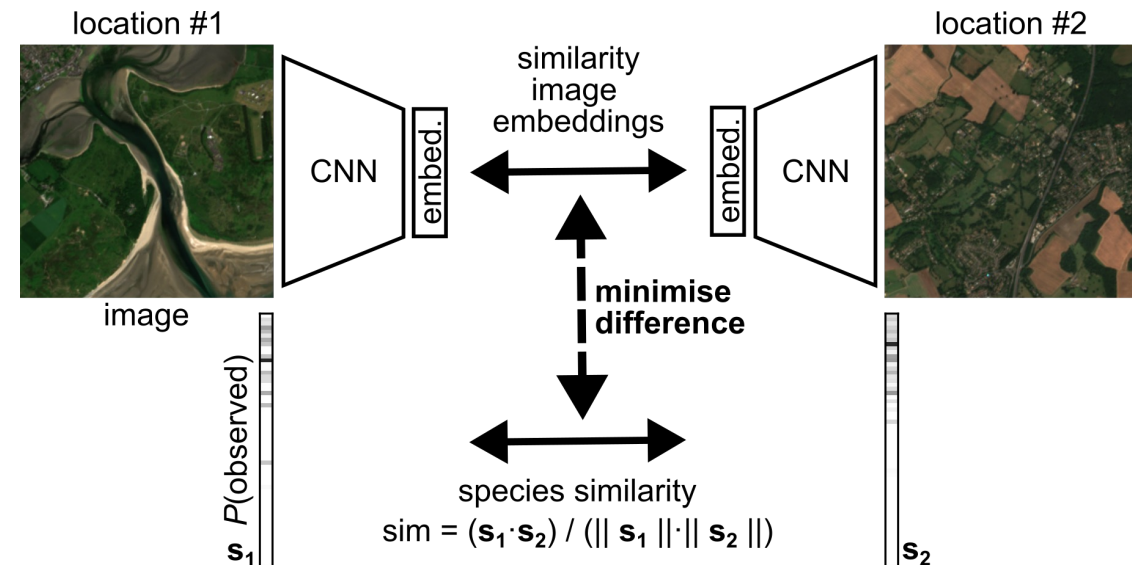 location #1
location #2
similarity
image
embeddings
CNN
embed.
embed.
CNN
minimise
difference
image
P(observed)
s₁
s₂
species similarity
sim = (s₁·s₂) / (|| s₁ ||·|| s₂ ||)